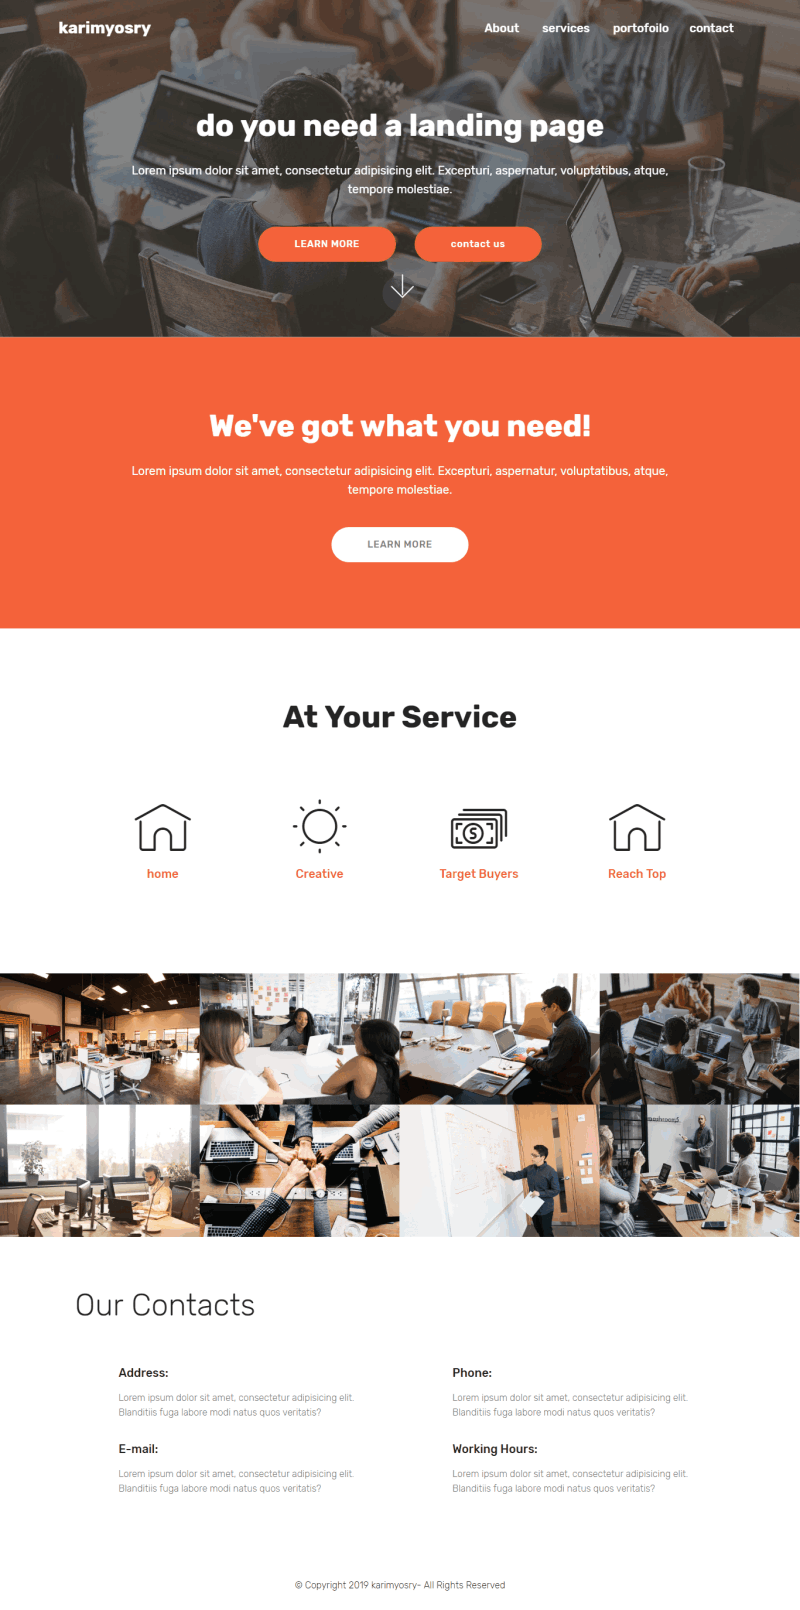 karimyosry
About services portofoilo contact
do you need a landing page
Lorem ipsum dolor sit amet, consectetur adipisicing elit. Excepturi, aspernatur, voluptatibus, atque,
tempore molestiae.
LEARN MORE
contact us
We've got what you need!
Lorem ipsum dolor sit amet, consectetur adipisicing elit. Excepturi, aspernatur, voluptatibus, atque,
tempore molestiae.
LEARN MORE
At Your Service
home
Creative
Target Buyers
Reach Top
Our Contacts
Address:
Lorem ipsum dolor sit amet, consectetur adipisicing elit.
Blanditiis fuga labore modi natus quos veritatis?
Phone:
Lorem ipsum dolor sit amet, consectetur adipisicing elit.
Blanditiis fuga labore modi natus quos veritatis?
E-mail:
Lorem ipsum dolor sit amet, consectetur adipisicing elit.
Blanditiis fuga labore modi natus quos veritatis?
Working Hours:
Lorem ipsum dolor sit amet, consectetur adipisicing elit.
Blanditiis fuga labore modi natus quos veritatis?
© Copyright 2019 karimyosry- All Rights Reserved